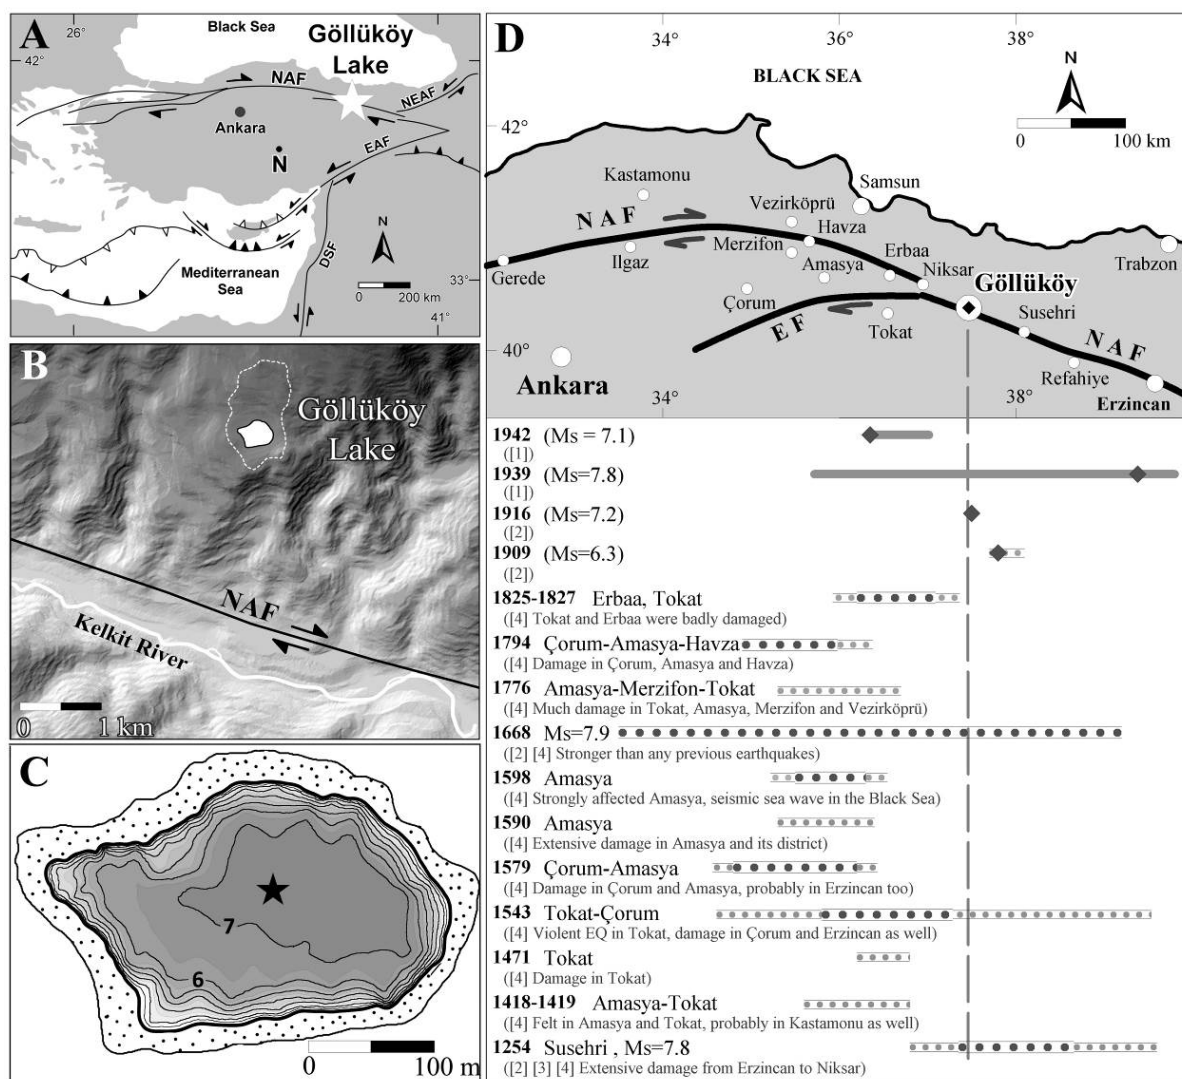 A
26°
Black Sea
Göllüköy
Lake
42°
NAF
NEAF
Ankara
EAF
N
DSF
N
Mediterranean
Sea
33°
0 200 km
41°
B
Göllüköy
Lake
NAF
Kelkit River
0 1 km
C
7
6
0 100 m
D
34° 36° 38°
BLACK SEA
N
42°
0 100 km
Kastamonu
Samsun
Vezirköprü
NAF
Havza
Merzifon
Erbaa
Trabzon
Gerede
Ilgaz
Amasya
Niksar
Göllüköy
Çorum
Susehri
EF
Tokat
NAF
40°
Ankara
Refahiye
34° 38°
Erzincan
1942 (Ms = 7.1)
([1])
1939 (Ms=7.8)
([1])
1916 (Ms=7.2)
([2])
1909 (Ms=6.3)
([2])
1825-1827 Erbaa, Tokat
([4] Tokat and Erbaa were badly damaged)
1794 Çorum-Amasya-Havza
([4] Damage in Çorum, Amasya and Havza)
1776 Amasya-Merzifon-Tokat
([4] Much damage in Tokat, Amasya, Merzifon and Vezirköprü)
1668 Ms=7.9
([2] [4] Stronger than any previous earthquakes)
1598 Amasya
([4] Strongly affected Amasya, seismic sea wave in the Black Sea)
1590 Amasya
([4] Extensive damage in Amasya and its district)
1579 Çorum-Amasya
([4] Damage in Çorum and Amasya, probably in Erzincan too)
1543 Tokat-Çorum
([4] Violent EQ in Tokat, damage in Çorum and Erzincan as well)
1471 Tokat
([4] Damage in Tokat)
1418-1419 Amasya-Tokat
([4] Felt in Amasya and Tokat, probably in Kastamonu as well)
1254 Susehri , Ms=7.8
([2] [3] [4] Extensive damage from Erzincan to Niksar)